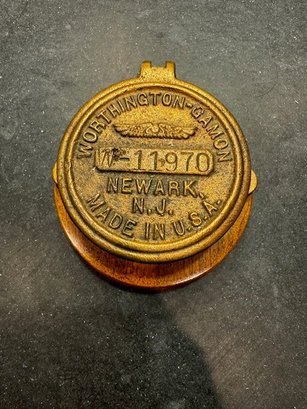 WORTHINGTON-GAMON
W-11970
NEWARK,
N.J.
MADE IN U.S.A.